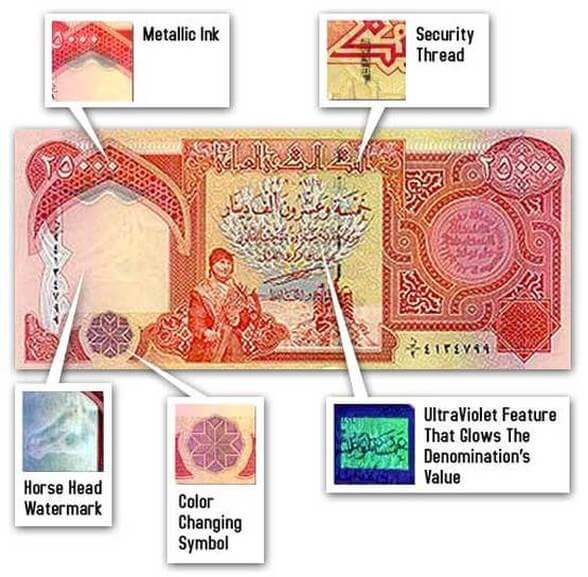 Metallic Ink
Security
Thread
٢٥٠٠٠
البنك المركزي العراقي
٢٥٠٠٠
خمسة وعشرون ألف دينار
٤١٣٤٧٩٩
Horse Head
Watermark
Color
Changing
Symbol
UltraViolet Feature
That Glows The
Denomination's
Value